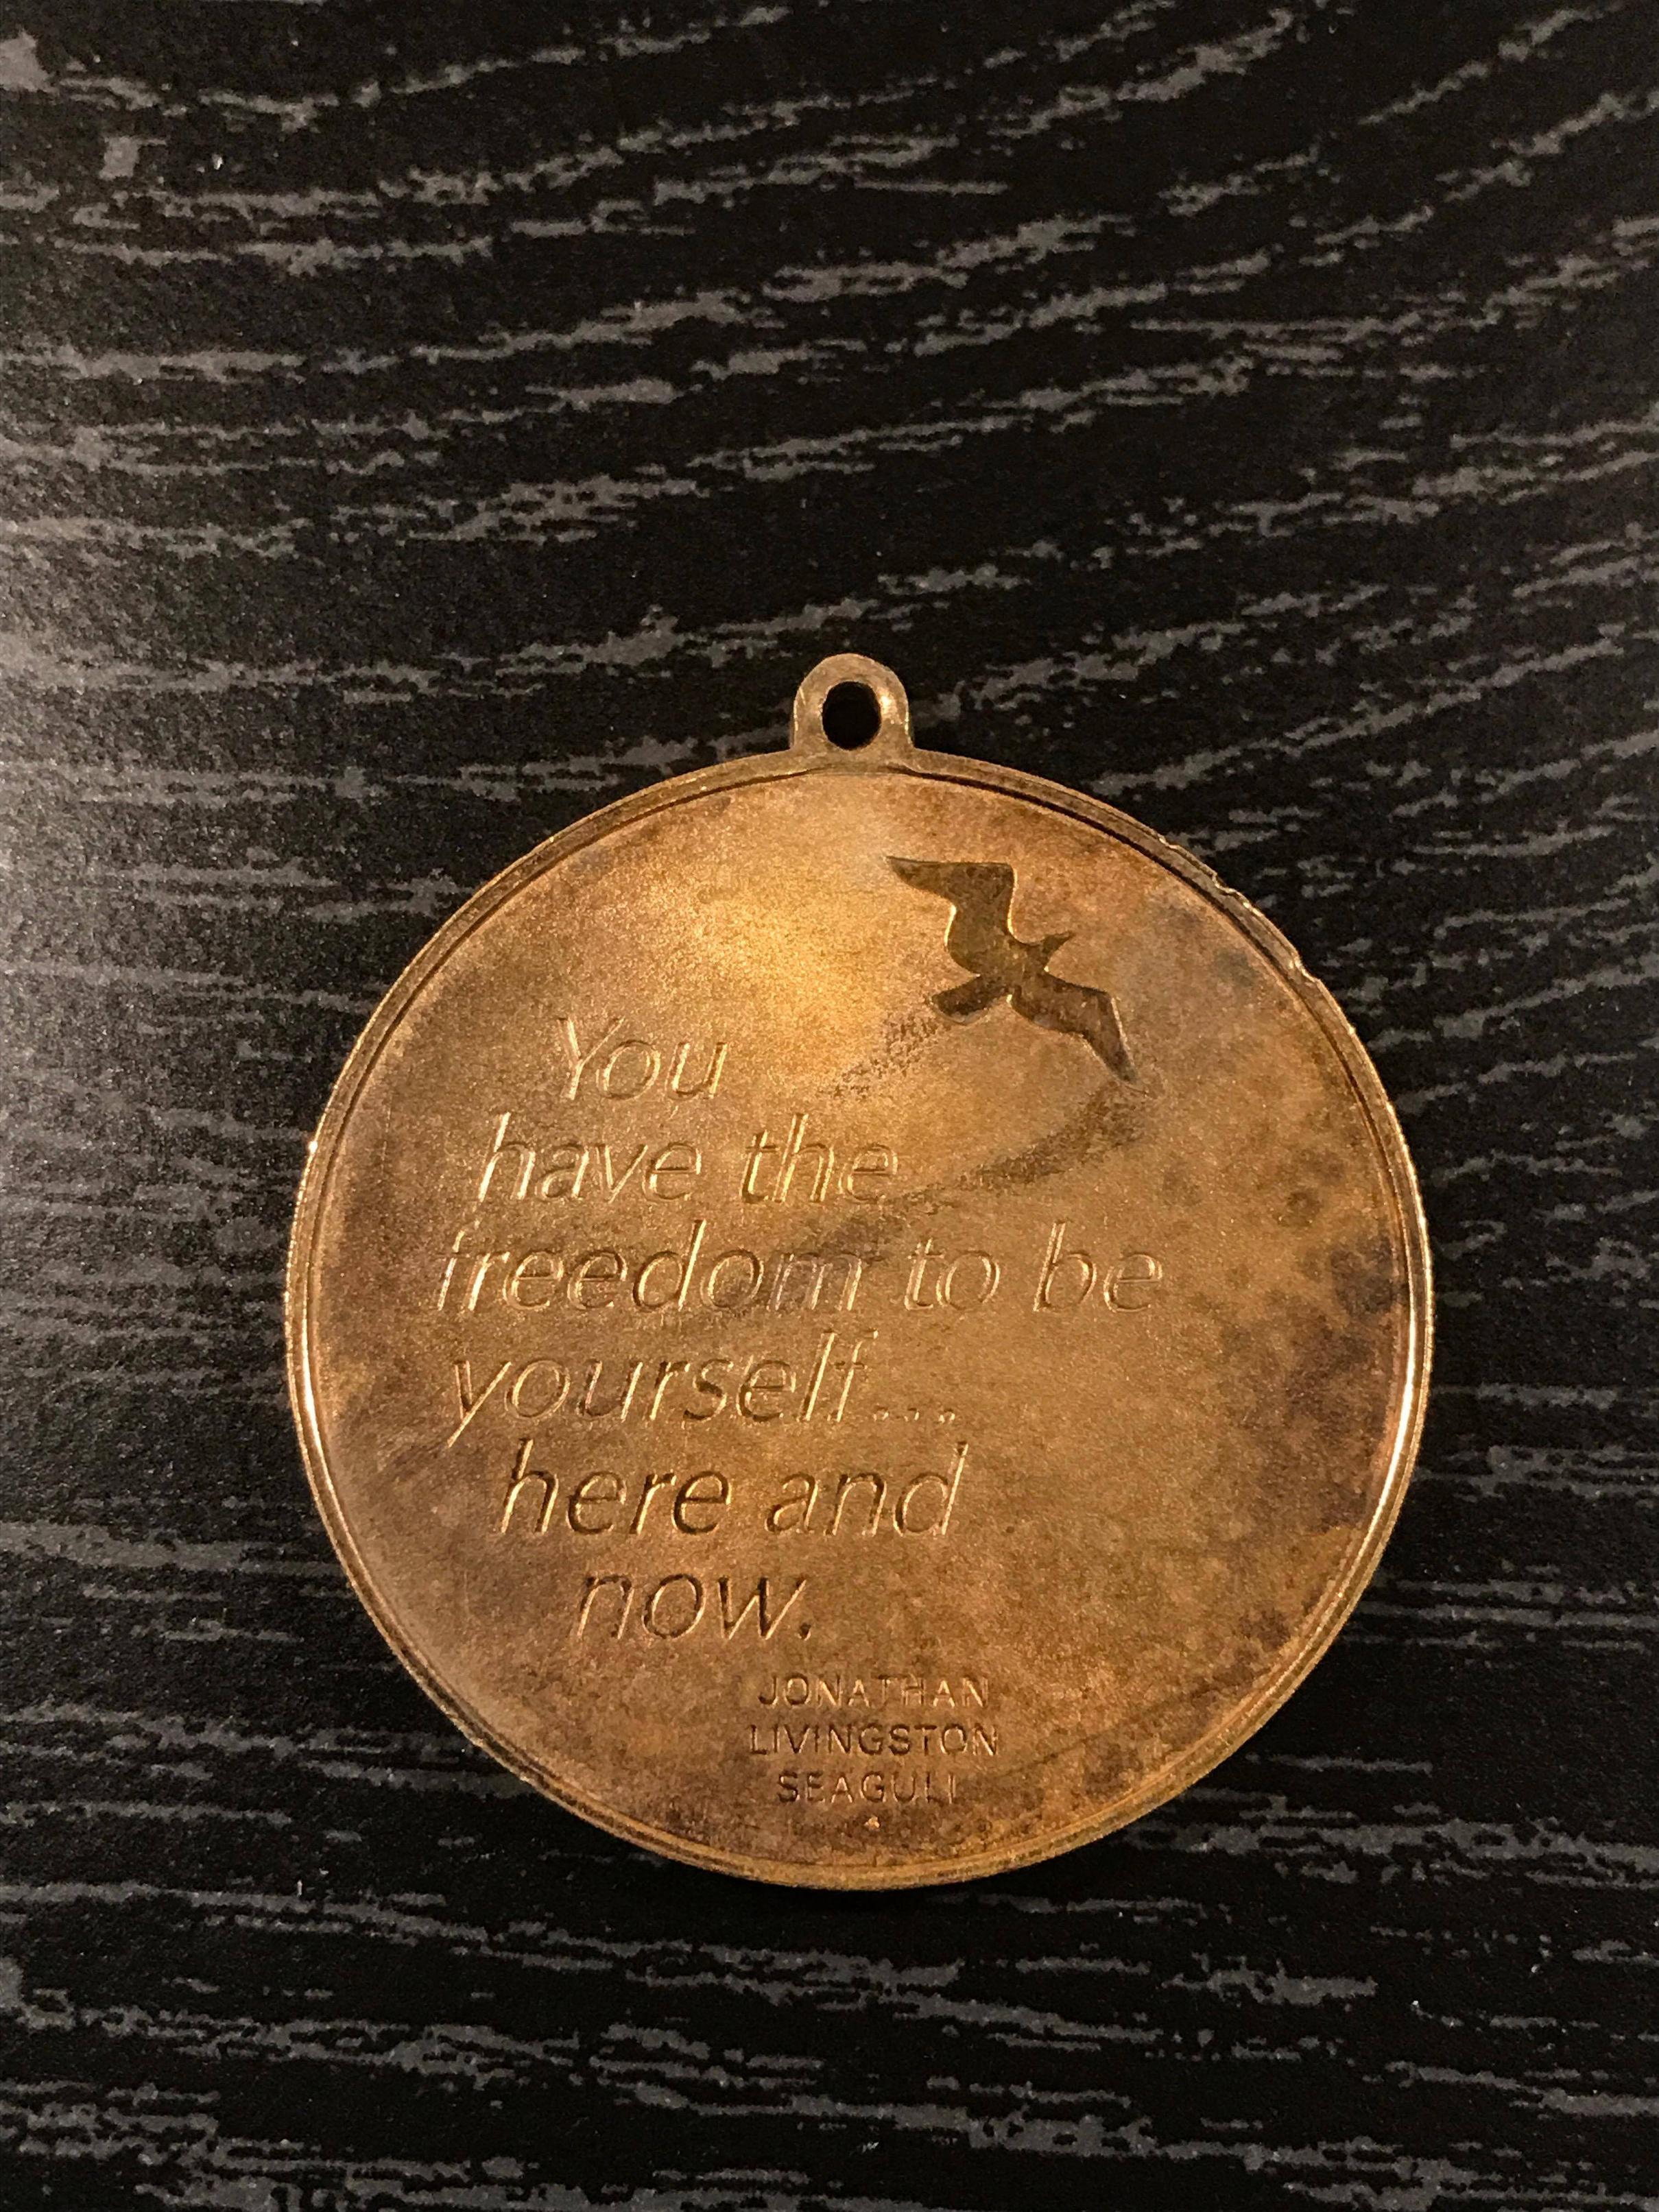 You
have the
freedom to be
yourself...
here and
now.
JONATHAN
LIVINGSTON
SEAGULL